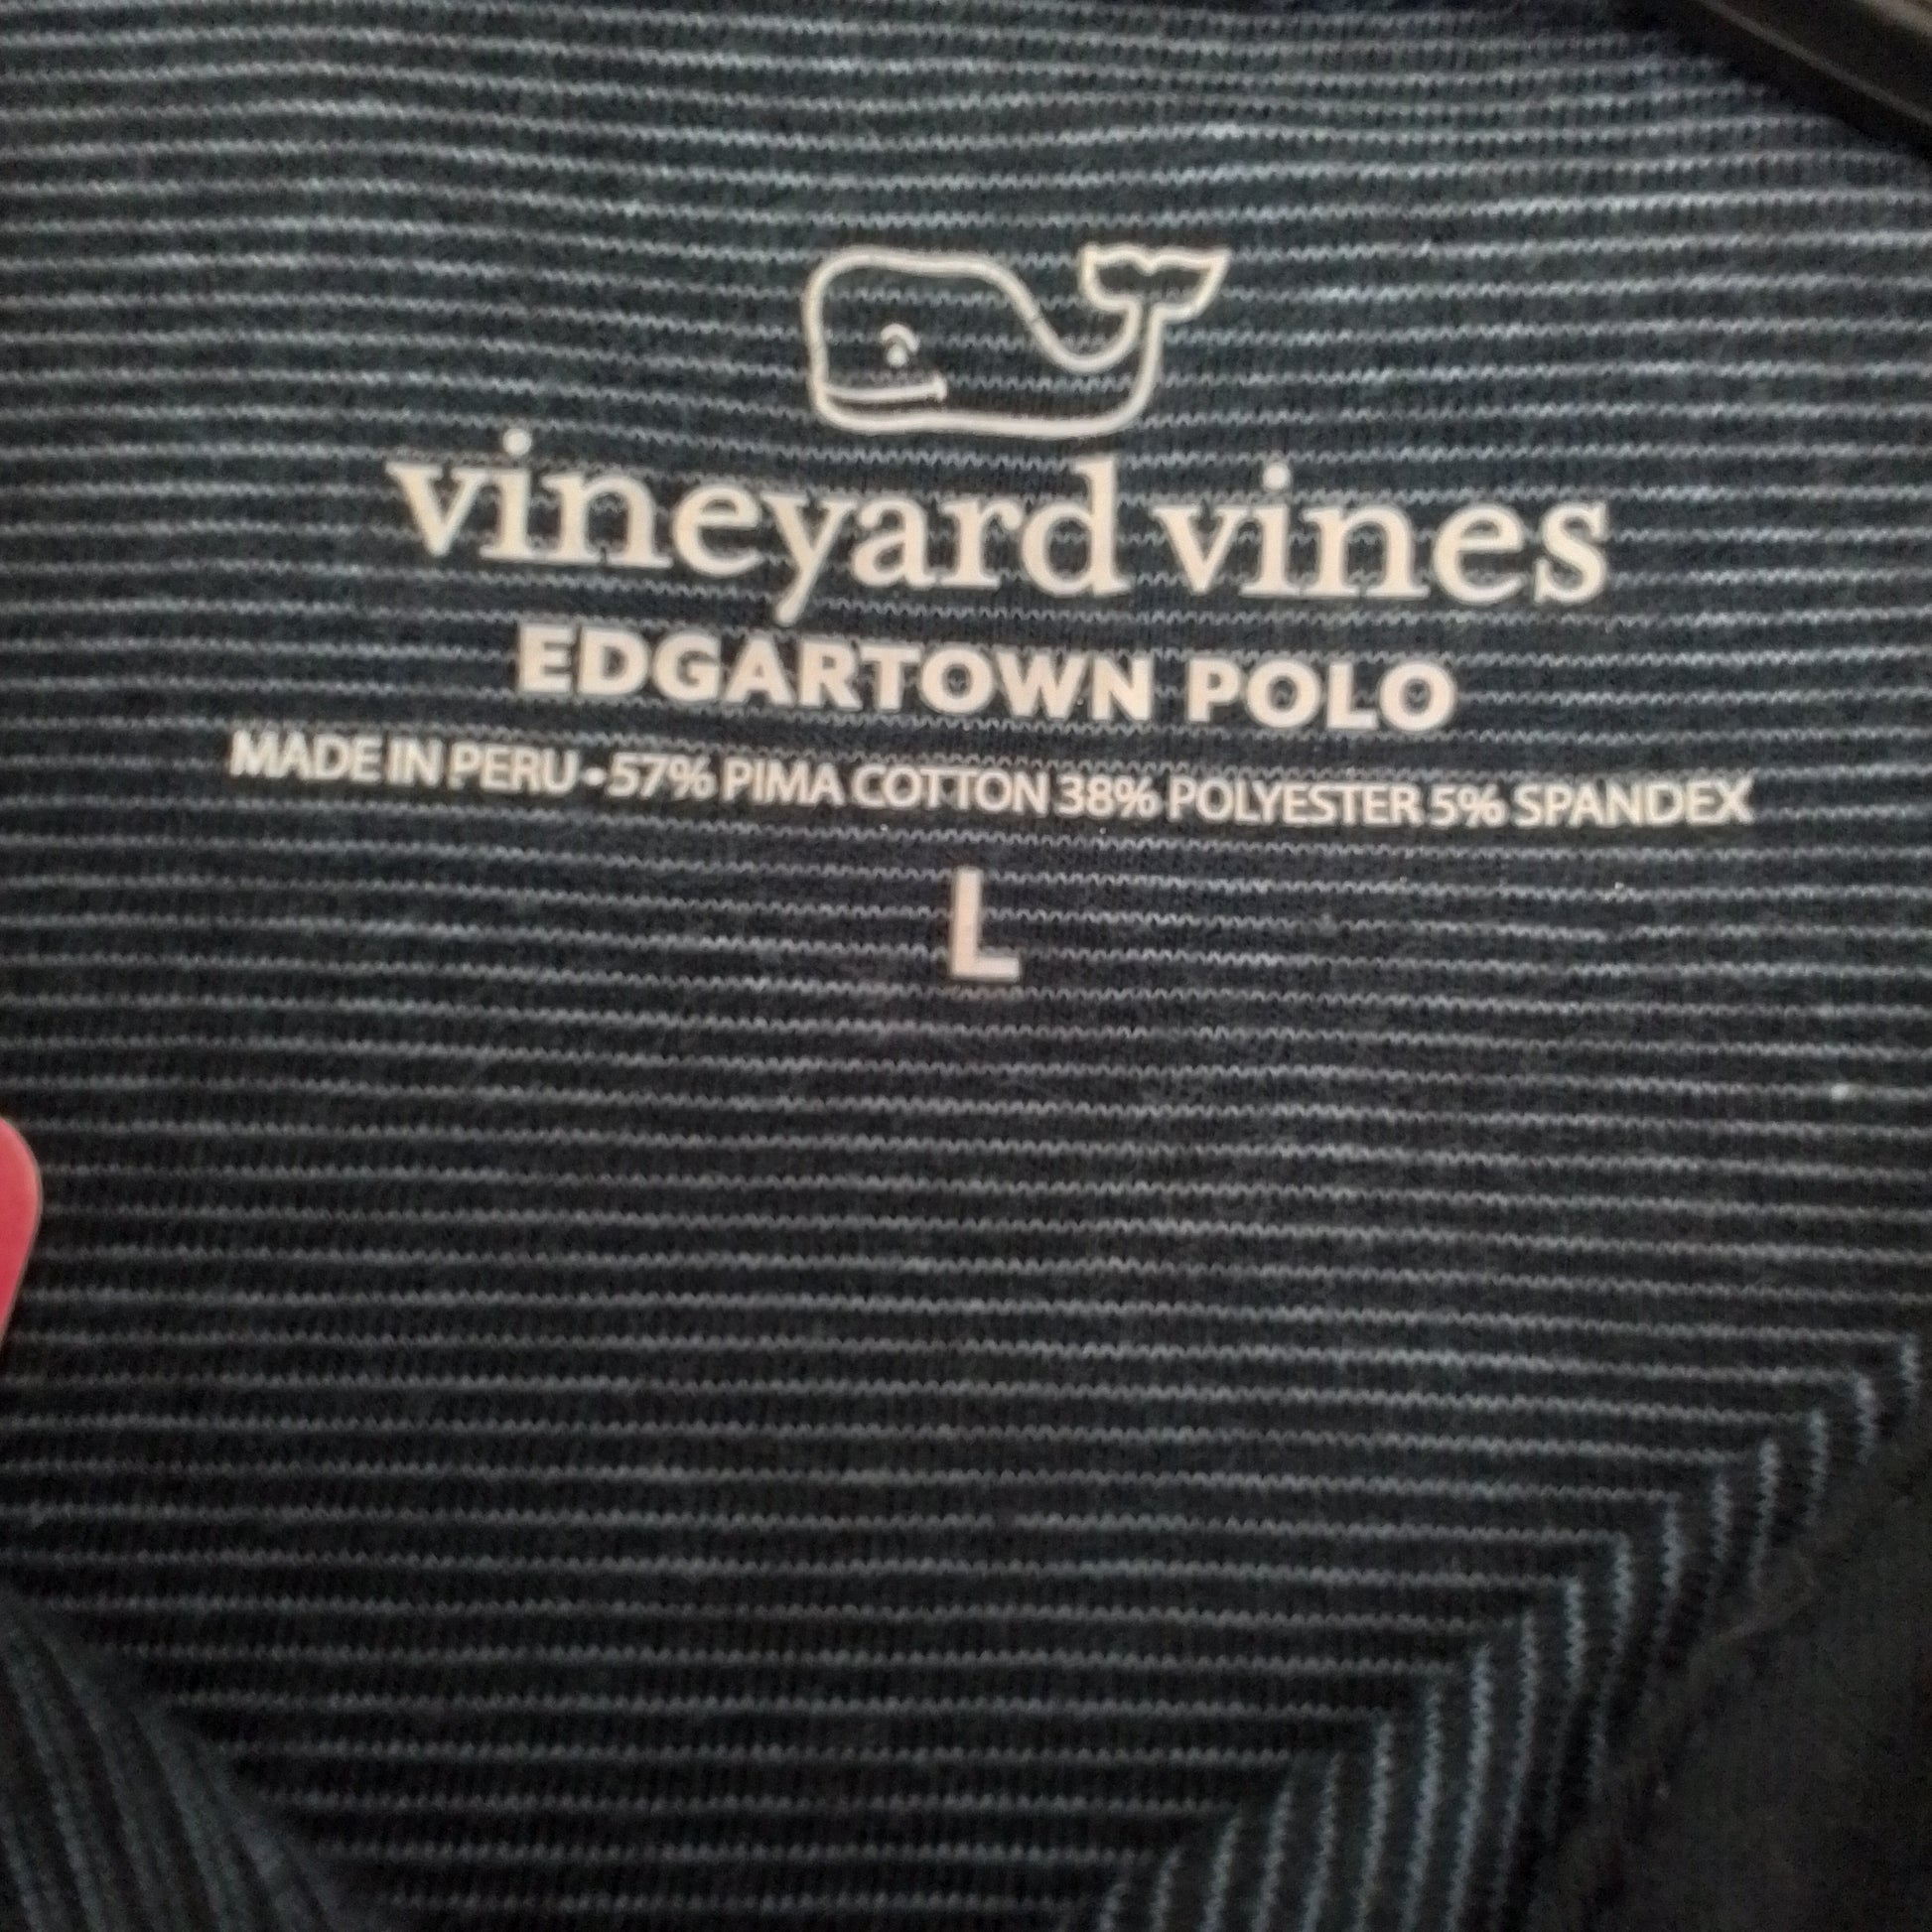 vineyard vines
EDGARTOWN POLO
MADE IN PERU • 57% PIMA COTTON 38% POLYESTER 5% SPANDEX
L